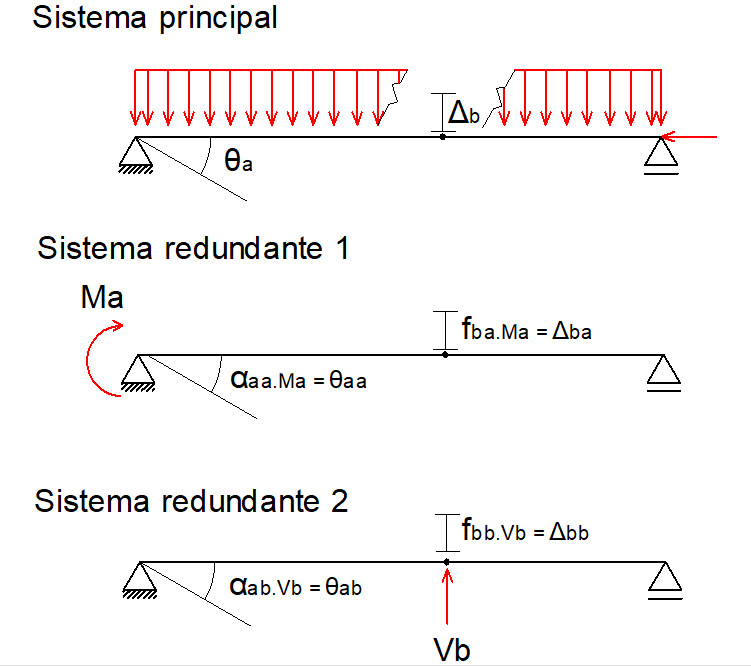 Sistema principal
Δb
θa
Sistema redundante 1
Ma
fba.Ma = Δba
αaa.Ma = θaa
Sistema redundante 2
fbb.Vb = Δbb
αab.Vb = θab
Vb